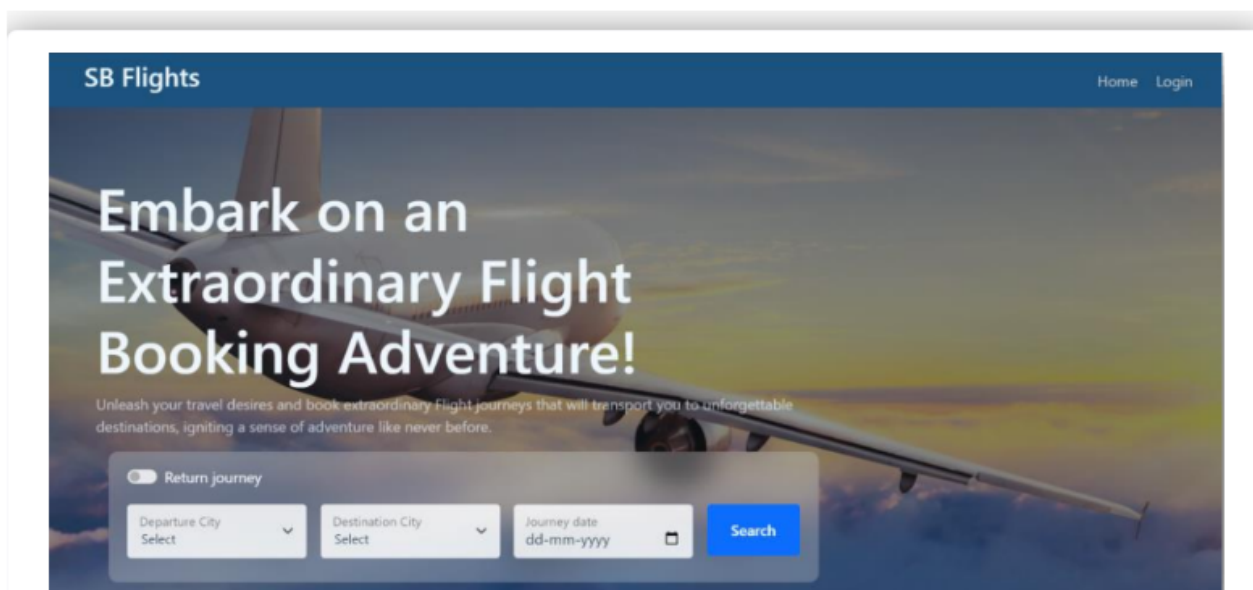 SB Flights
Home Login
Embark on an
Extraordinary Flight
Booking Adventure!
Unleash your travel desires and book extraordinary Flight journeys that will transport you to unforgettable
destinations, igniting a sense of adventure like never before.
Return journey
Departure City
Select
Destination City
Select
Journey date
dd-mm-yyyy
Search